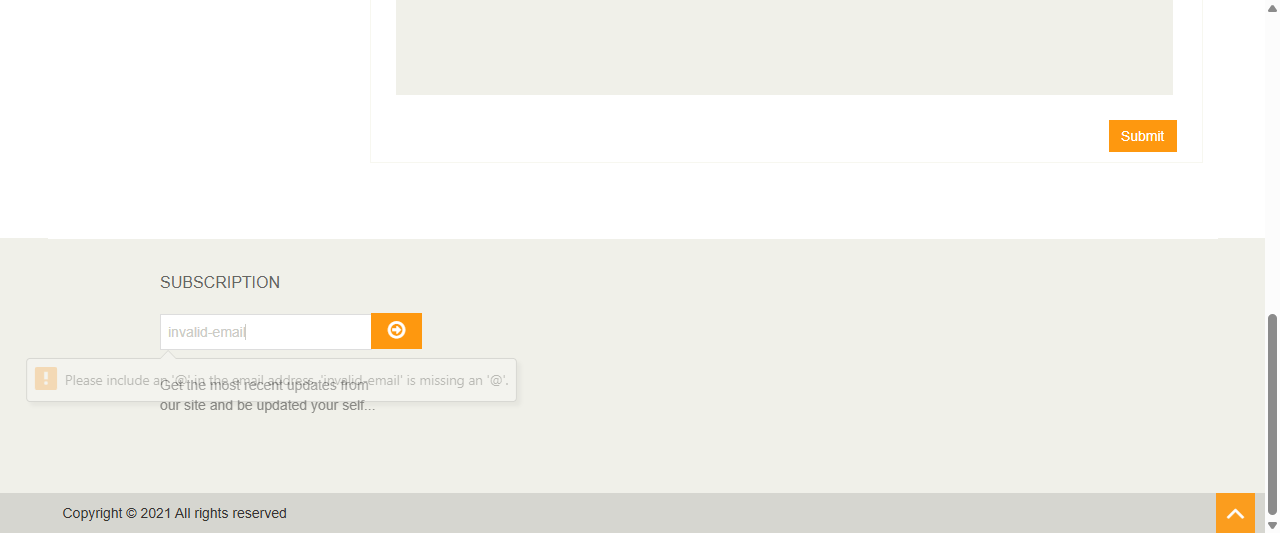 Submit
SUBSCRIPTION
invalid-email
Please include an '@' in the email address. 'invalid-email' is missing an '@'.
Get the most recent updates from
our site and be updated your self...
Copyright © 2021 All rights reserved